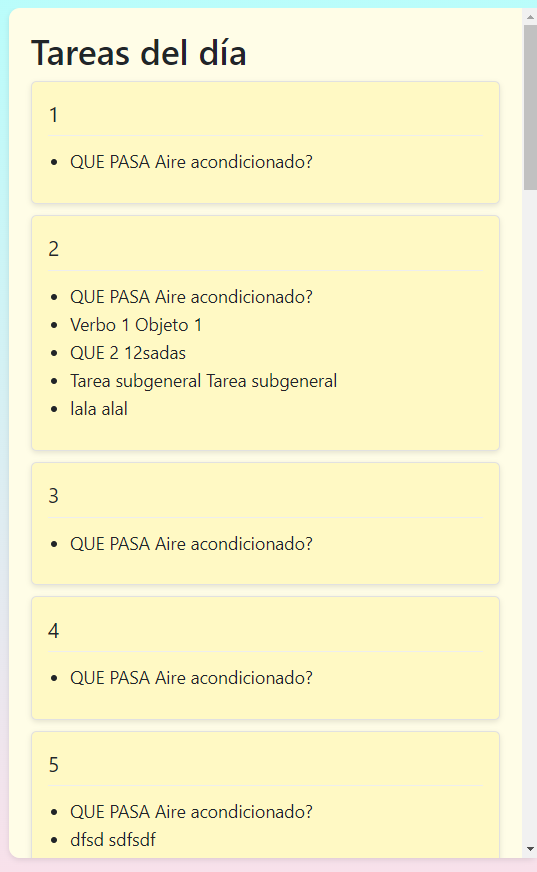 Tareas del día
1
QUE PASA Aire acondicionado?
2
QUE PASA Aire acondicionado?
Verbo 1 Objeto 1
QUE 2 12sadas
Tarea subgeneral Tarea subgeneral
lala alal
3
QUE PASA Aire acondicionado?
4
QUE PASA Aire acondicionado?
5
QUE PASA Aire acondicionado?
dfsd sdfsdf